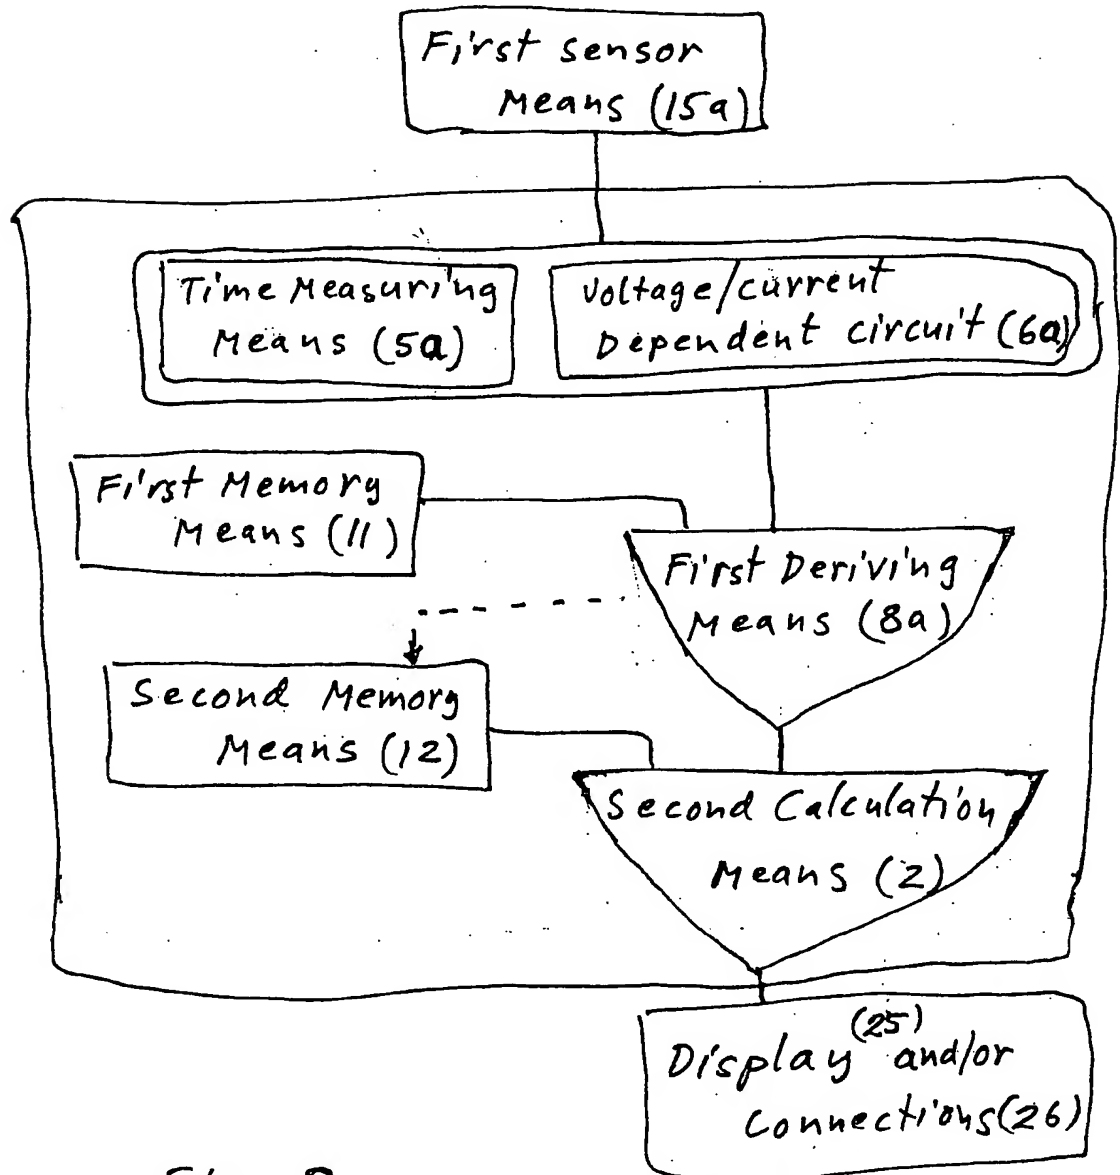 First sensor
Means (15a)
Time Measuring
Means (5a)
Voltage/current
Dependent circuit (6a)
First Memory
Means (11)
First Deriving
Means (8a)
Second Memory
Means (12)
Second Calculation
Means (2)
(25)
Display and/or
Connections (26)